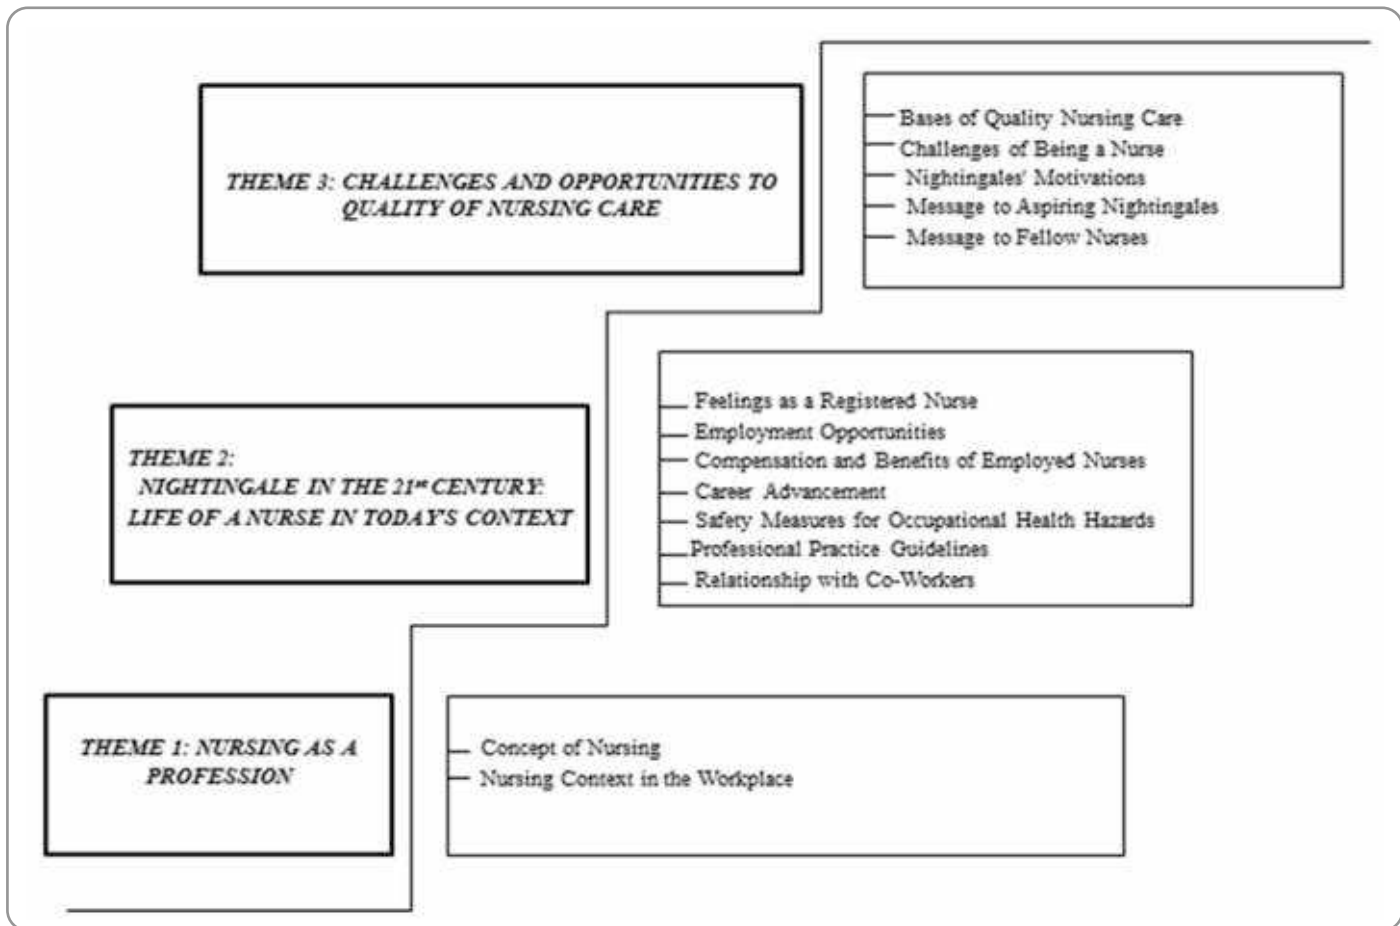 THEME 3: CHALLENGES AND OPPORTUNITIES TO
QUALITY OF NURSING CARE
Bases of Quality Nursing Care
Challenges of Being a Nurse
Nightingales' Motivations
Message to Aspiring Nightingales
Message to Fellow Nurses
THEME 2:
NIGHTINGALE IN THE 21st CENTURY:
LIFE OF A NURSE IN TODAY'S CONTEXT
Feelings as a Registered Nurse
Employment Opportunities
Compensation and Benefits of Employed Nurses
Career Advancement
Safety Measures for Occupational Health Hazards
Professional Practice Guidelines
Relationship with Co-Workers
THEME 1: NURSING AS A
PROFESSION
Concept of Nursing
Nursing Context in the Workplace